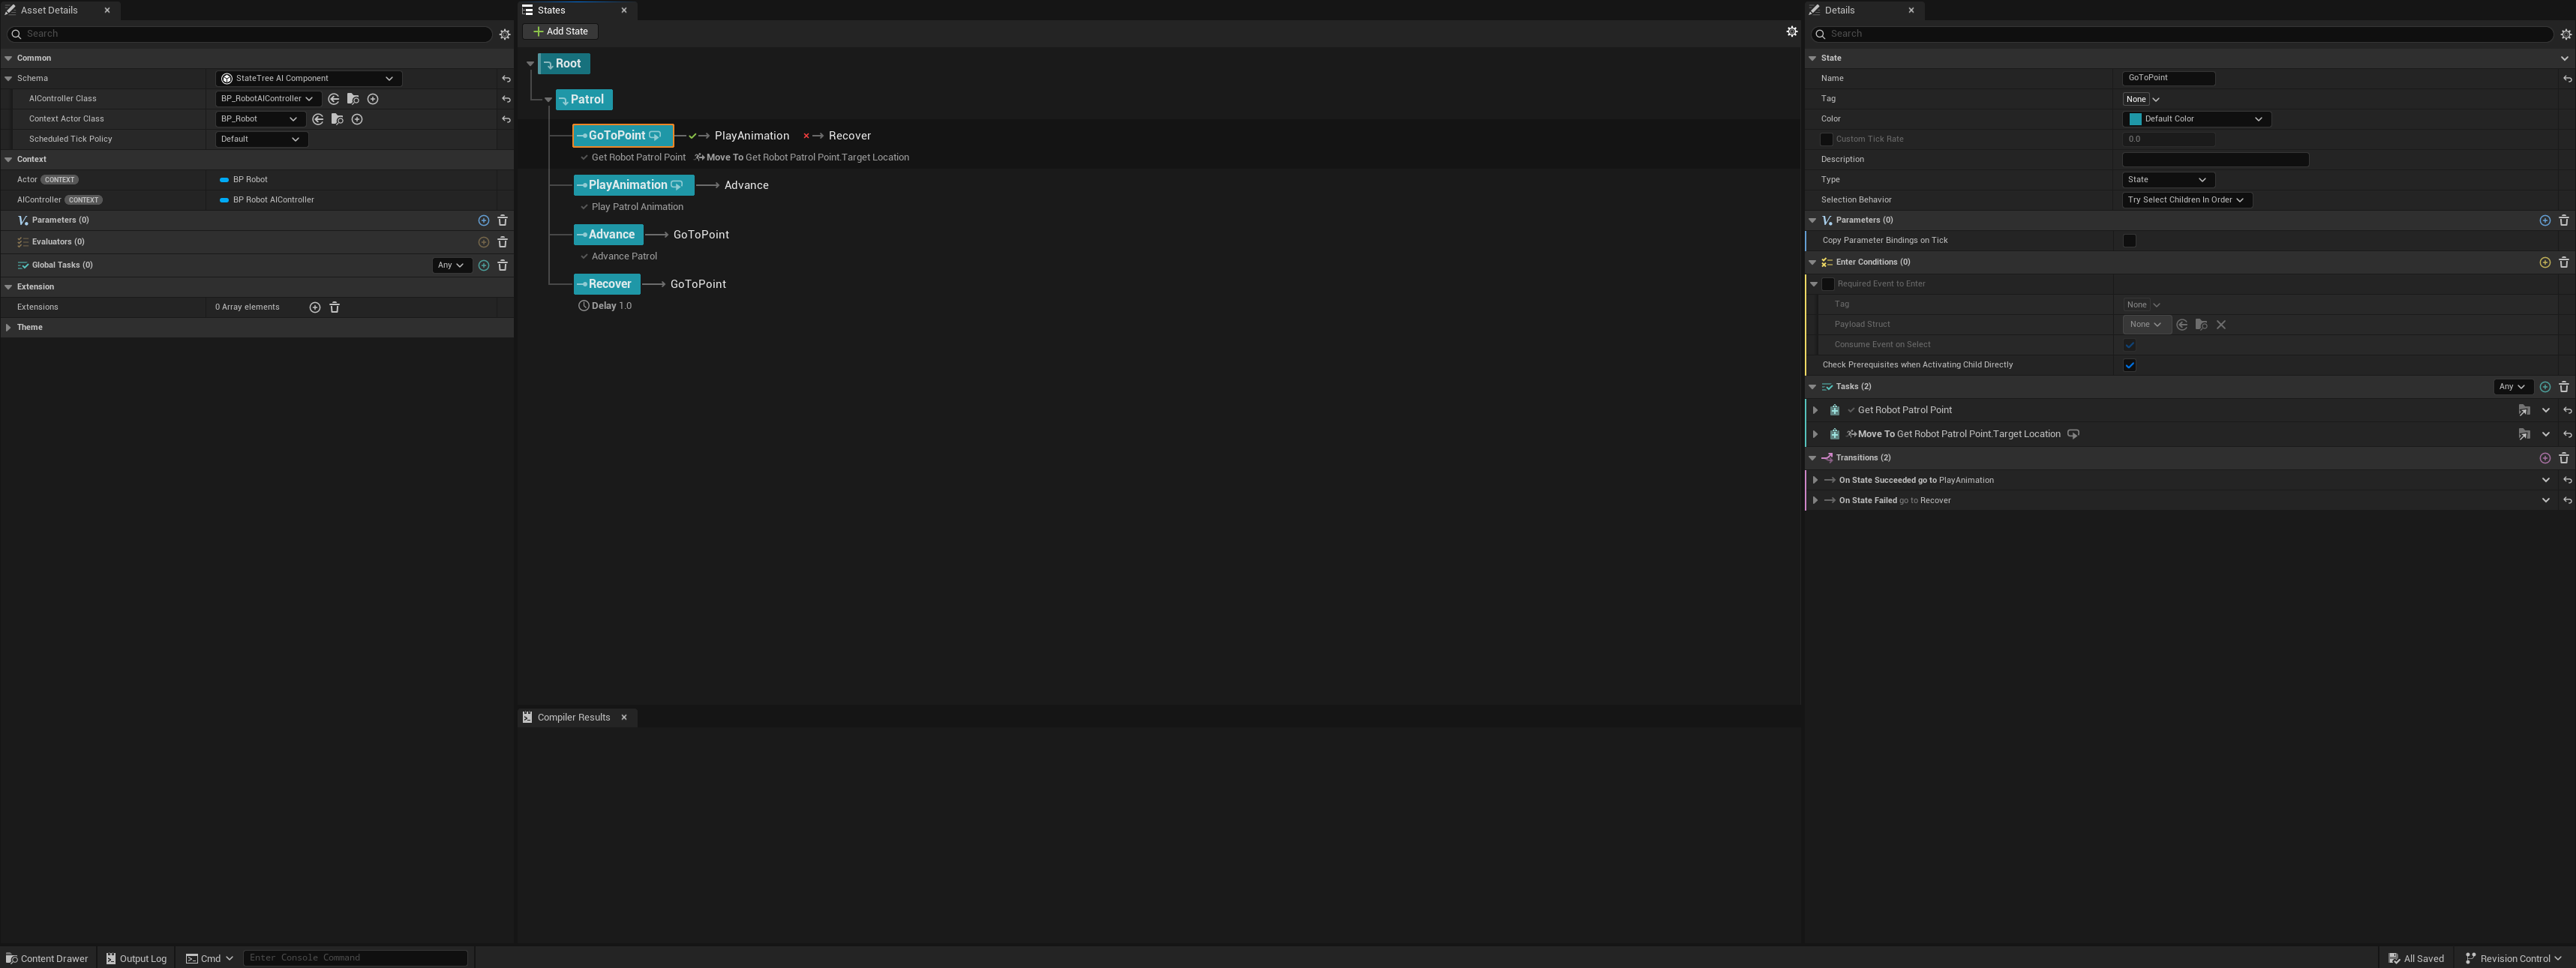 Asset Details
Search
Common
Schema
StateTree AI Component
AIController Class
BP_RobotAIController
Context Actor Class
BP_Robot
Scheduled Tick Policy
Default
Context
Actor CONTEXT
BP Robot
AIController CONTEXT
BP Robot AIController
Parameters (0)
Evaluators (0)
Global Tasks (0)
Any
Extension
Extensions
0 Array elements
Theme
States
Add State
Root
Patrol
GoToPoint
PlayAnimation
Recover
Get Robot Patrol Point
Move To Get Robot Patrol Point.Target Location
PlayAnimation
Advance
Play Patrol Animation
Advance
GoToPoint
Advance Patrol
Recover
GoToPoint
Delay 1.0
Compiler Results
Details
Search
State
Name
GoToPoint
Tag
None
Color
Default Color
Custom Tick Rate
0.0
Description
Type
State
Selection Behavior
Try Select Children In Order
Parameters (0)
Copy Parameter Bindings on Tick
Enter Conditions (0)
Required Event to Enter
Tag
None
Payload Struct
None
Consume Event on Select
Check Prerequisites when Activating Child Directly
Tasks (2)
Any
Get Robot Patrol Point
Move To Get Robot Patrol Point.Target Location
Transitions (2)
On State Succeeded go to PlayAnimation
On State Failed go to Recover
Content Drawer
Output Log
Cmd
Enter Console Command
All Saved
Revision Control